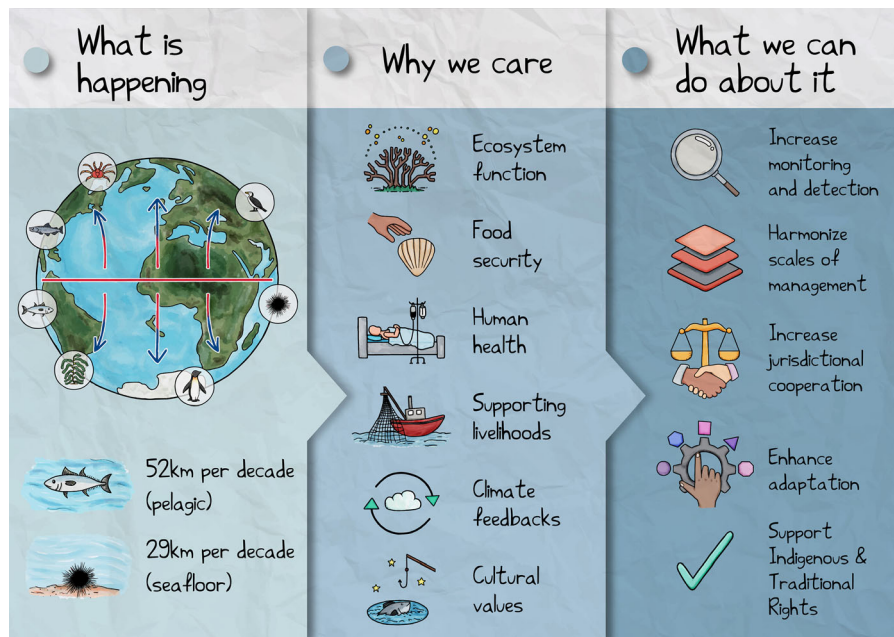 What is
happening
Why we care
What we can
do about it
52km per decade
(pelagic)
29km per decade
(seafloor)
Ecosystem
function
Food
security
Human
health
Supporting
livelihoods
Climate
feedbacks
Cultural
values
Increase
monitoring
and detection
Harmonize
scales of
management
Increase
jurisdictional
cooperation
Enhance
adaptation
Support
Indigenous &
Traditional
Rights